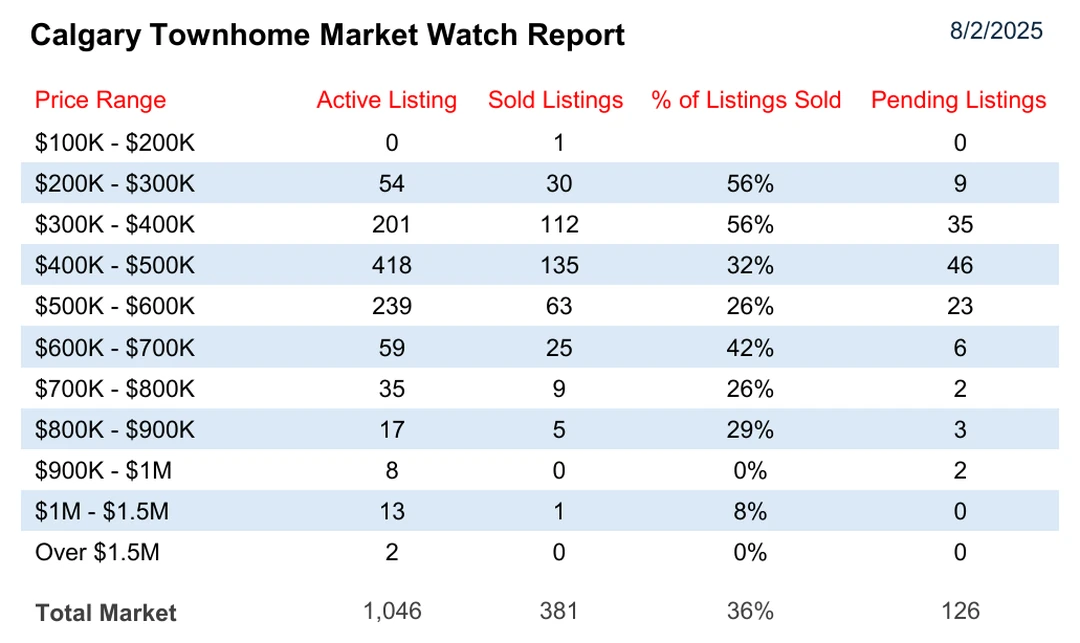 Calgary Townhome Market Watch Report 8/2/2025
Price Range Active Listing Sold Listings % of Listings Sold Pending Listings
$100K - $200K 0 1 0
$200K - $300K 54 30 56% 9
$300K - $400K 201 112 56% 35
$400K - $500K 418 135 32% 46
$500K - $600K 239 63 26% 23
$600K - $700K 59 25 42% 6
$700K - $800K 35 9 26% 2
$800K - $900K 17 5 29% 3
$900K - $1M 8 0 0% 2
$1M - $1.5M 13 1 8% 0
Over $1.5M 2 0 0% 0
Total Market 1,046 381 36% 126